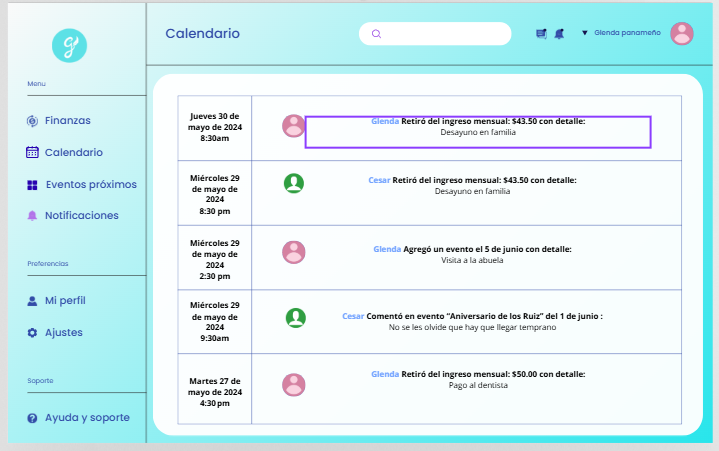 Calendario
Glenda panameño
Menu
Finanzas
Calendario
Eventos próximos
Notificaciones
Preferencias
Mi perfil
Ajustes
Soporte
Ayuda y soporte
Jueves 30 de
mayo de 2024
8:30am
Glenda Retiró del ingreso mensual: $43.50 con detalle:
Desayuno en familia
Miércoles 29
de mayo de
2024
8:30 pm
Cesar Retiró del ingreso mensual: $43.50 con detalle:
Desayuno en familia
Miércoles 29
de mayo de
2024
2:30 pm
Glenda Agregó un evento el 5 de junio con detalle:
Visita a la abuela
Miércoles 29
de mayo de
2024
9:30am
Cesar Comentó en evento “Aniversario de los Ruiz” del 1 de junio :
No se les olvide que hay que llegar temprano
Martes 27 de
mayo de 2024
4:30 pm
Glenda Retiró del ingreso mensual: $50.00 con detalle:
Pago al dentista